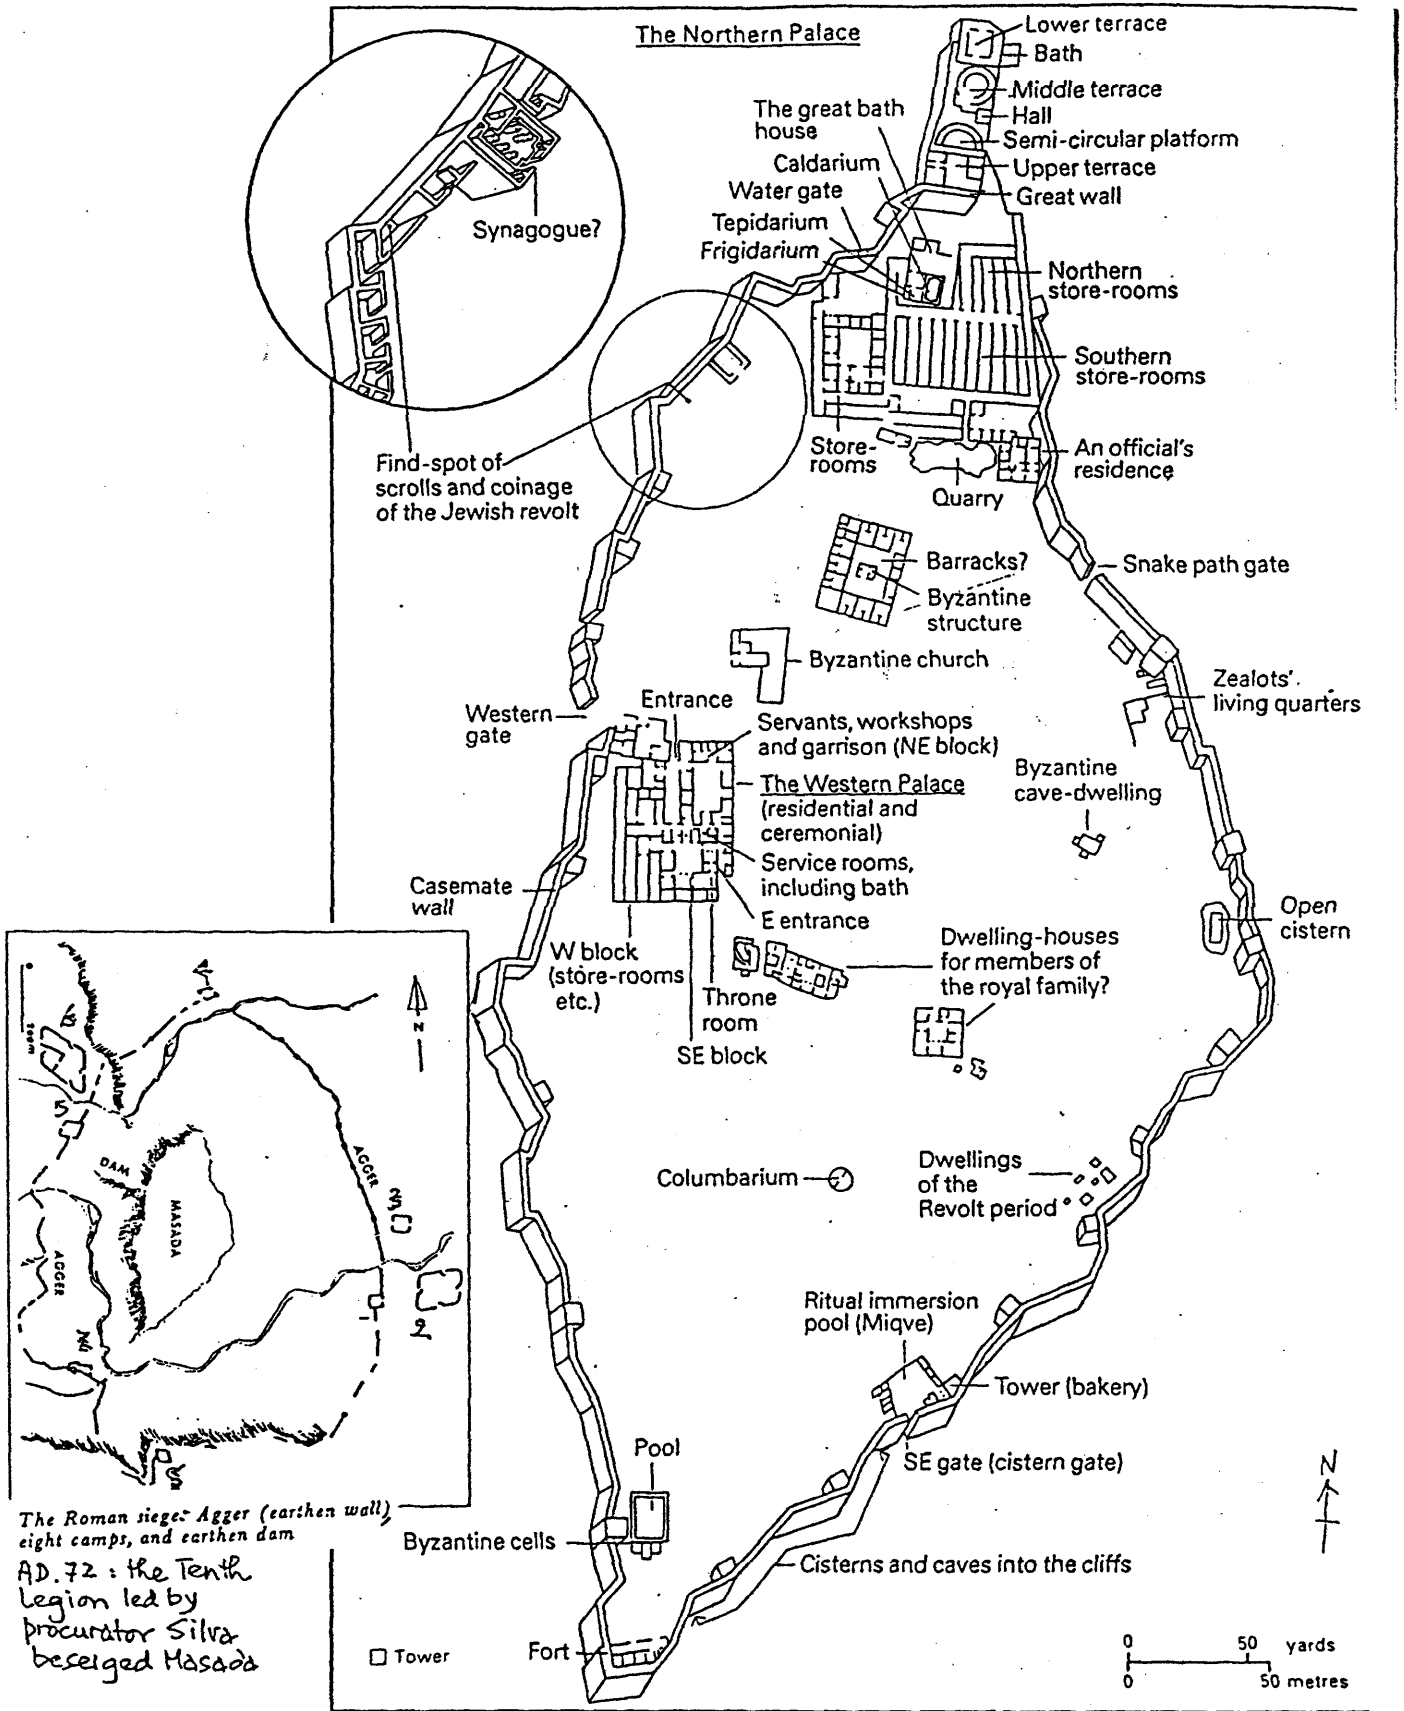 The Northern Palace
Lower terrace
Bath
Middle terrace
Hall
Semi-circular platform
Upper terrace
Great wall
The great bath
house
Caldarium
Water gate
Tepidarium
Frigidarium
Synagogue?
Northern
store-rooms
Southern
store-rooms
Find-spot of
scrolls and coinage
of the Jewish revolt
Store-
rooms
An official's
residence
Quarry
Barracks?
Byzantine
structure
Snake path gate
Byzantine church
Zealots'
living quarters
Western
gate
Entrance
Servants, workshops
and garrison (NE block)
The Western Palace
(residential and
ceremonial)
Service rooms,
including bath
E entrance
Byzantine
cave-dwelling
Casemate
wall
Open
cistern
W block
(store-rooms
etc.)
Throne
room
SE block
Dwelling-houses
for members of
the royal family?
Columbarium
Dwellings
of the
Revolt period
Ritual immersion
pool (Miqve)
Tower (bakery)
SE gate (cistern gate)
Pool
Byzantine cells
Cisterns and caves into the cliffs
Fort
Tower
N
0 50 yards
0 50 metres
N
DAM
MASADA
AGGER
AGGER
2
The Roman siege: Agger (earthen wall),
eight camps, and earthen dam
AD.72 : the Tenth
Legion led by
procurator Silva
beseiged Masada